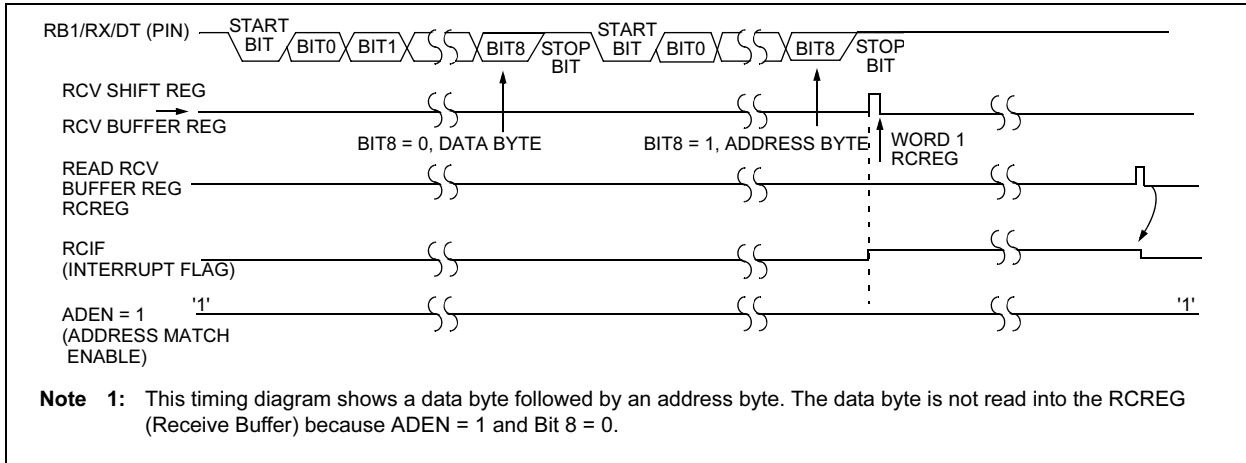 RB1/RX/DT (PIN)
START
BIT
BIT0
BIT1
BIT8
STOP
BIT
START
BIT
BIT0
BIT8
STOP
BIT
RCV SHIFT REG
RCV BUFFER REG
BIT8 = 0, DATA BYTE
BIT8 = 1, ADDRESS BYTE
WORD 1
RCREG
READ RCV
BUFFER REG
RCREG
RCIF
(INTERRUPT FLAG)
ADEN = 1
(ADDRESS MATCH
ENABLE)
'1'
'1'
Note 1: This timing diagram shows a data byte followed by an address byte. The data byte is not read into the RCREG
(Receive Buffer) because ADEN = 1 and Bit 8 = 0.